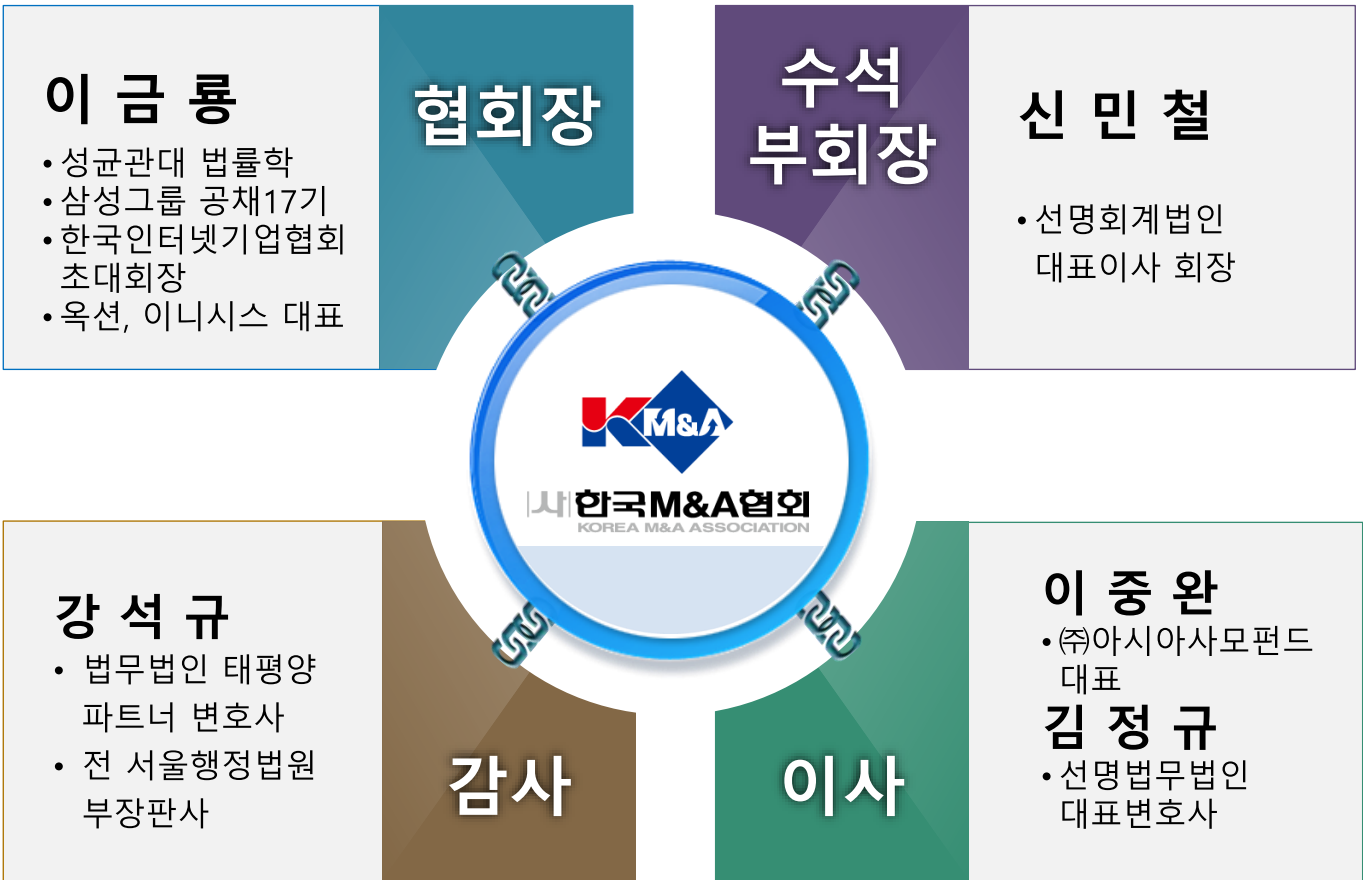 이 금 룡
• 성균관대 법률학
• 삼성그룹 공채17기
• 한국인터넷기업협회
초대회장
• 옥션, 이니시스 대표
협회장
수석
부회장
신 민 철
• 선명회계법인
대표이사 회장
K M&A
|사|한국M&A협회
KOREA M&A ASSOCIATION
강 석 규
• 법무법인 태평양
파트너 변호사
• 전 서울행정법원
부장판사
감사
이사
이 중 완
• ㈜아시아사모펀드
대표
김 정 규
• 선명법무법인
대표변호사